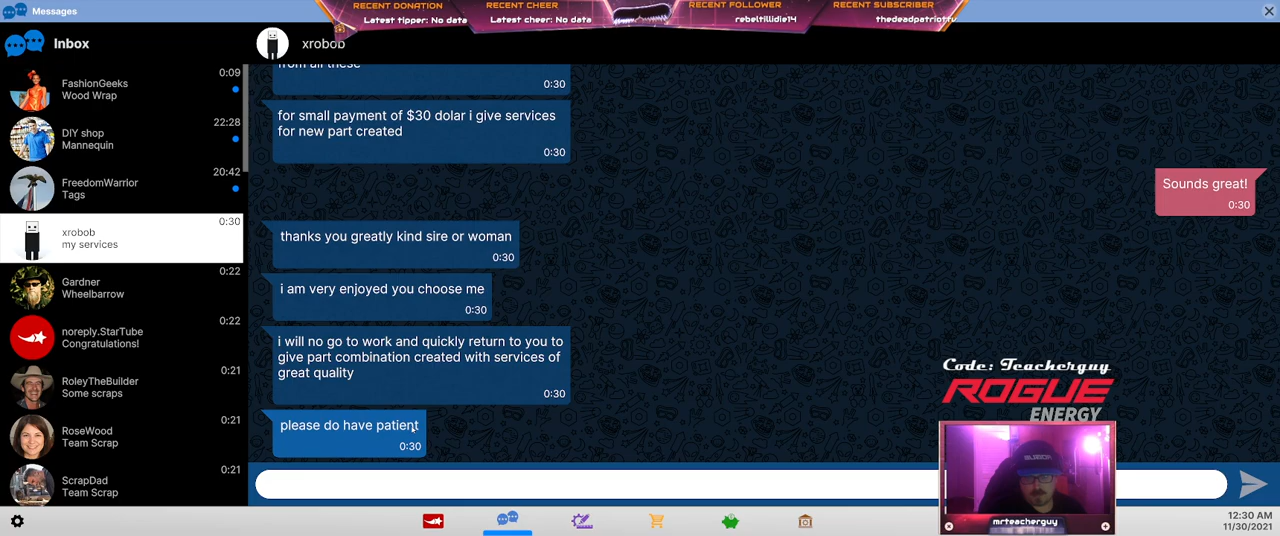 Messages
RECENT DONATION
Latest tipper: No data
RECENT CHEER
Latest cheer: No data
RECENT FOLLOWER
rebeltillidie14
RECENT SUBSCRIBER
thedeadpatriottv
Inbox
xrobob
FashionGeeks
Wood Wrap
0:09
DIY shop
Mannequin
22:28
FreedomWarrior
Tags
20:42
xrobob
my services
0:30
Gardner
Wheelbarrow
0:22
noreply.StarTube
Congratulations!
0:22
RoleyTheBuilder
Some scraps
0:21
RoseWood
Team Scrap
0:21
ScrapDad
Team Scrap
0:21
from all these
0:30
for small payment of $30 dolar i give services
for new part created
0:30
Sounds great!
0:30
thanks you greatly kind sire or woman
0:30
i am very enjoyed you choose me
0:30
i will no go to work and quickly return to you to
give part combination created with services of
great quality
0:30
please do have patient
0:30
Code: Teacherguy
ROGUE
ENERGY
mrteacherguy
12:30 AM
11/30/2021